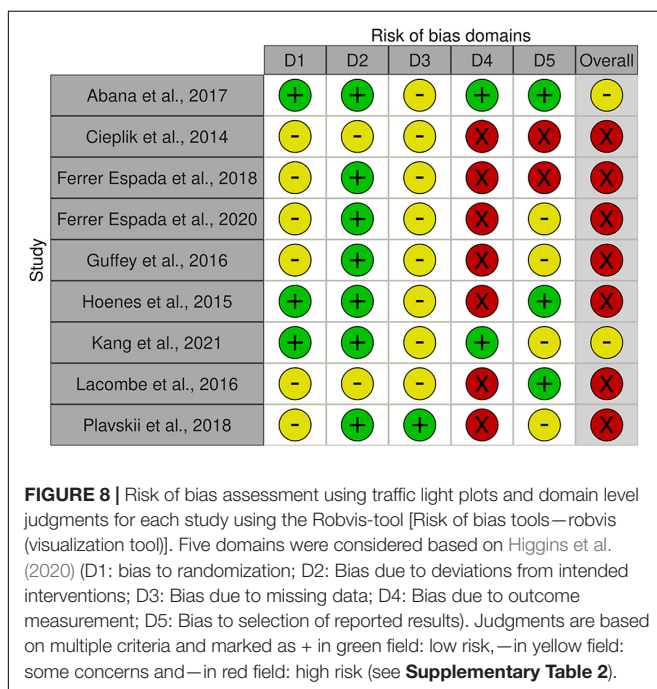 Risk of bias domains
D1 D2 D3 D4 D5 Overall
Study
Abana et al., 2017 + + - + + -
Cieplik et al., 2014 - - - X X X
Ferrer Espada et al., 2018 - + - X X X
Ferrer Espada et al., 2020 - + - X - X
Guffey et al., 2016 - + - X - X
Hoenes et al., 2015 + + - X + X
Kang et al., 2021 + + - + - -
Lacombe et al., 2016 - - - X + X
Plavskii et al., 2018 - + + X - X
FIGURE 8 | Risk of bias assessment using traffic light plots and domain level
judgments for each study using the Robvis-tool [Risk of bias tools—robvis
(visualization tool)]. Five domains were considered based on Higgins et al.
(2020) (D1: bias to randomization; D2: Bias due to deviations from intended
interventions; D3: Bias due to missing data; D4: Bias due to outcome
measurement; D5: Bias to selection of reported results). Judgments are based
on multiple criteria and marked as + in green field: low risk, —in yellow field:
some concerns and—in red field: high risk (see Supplementary Table 2).